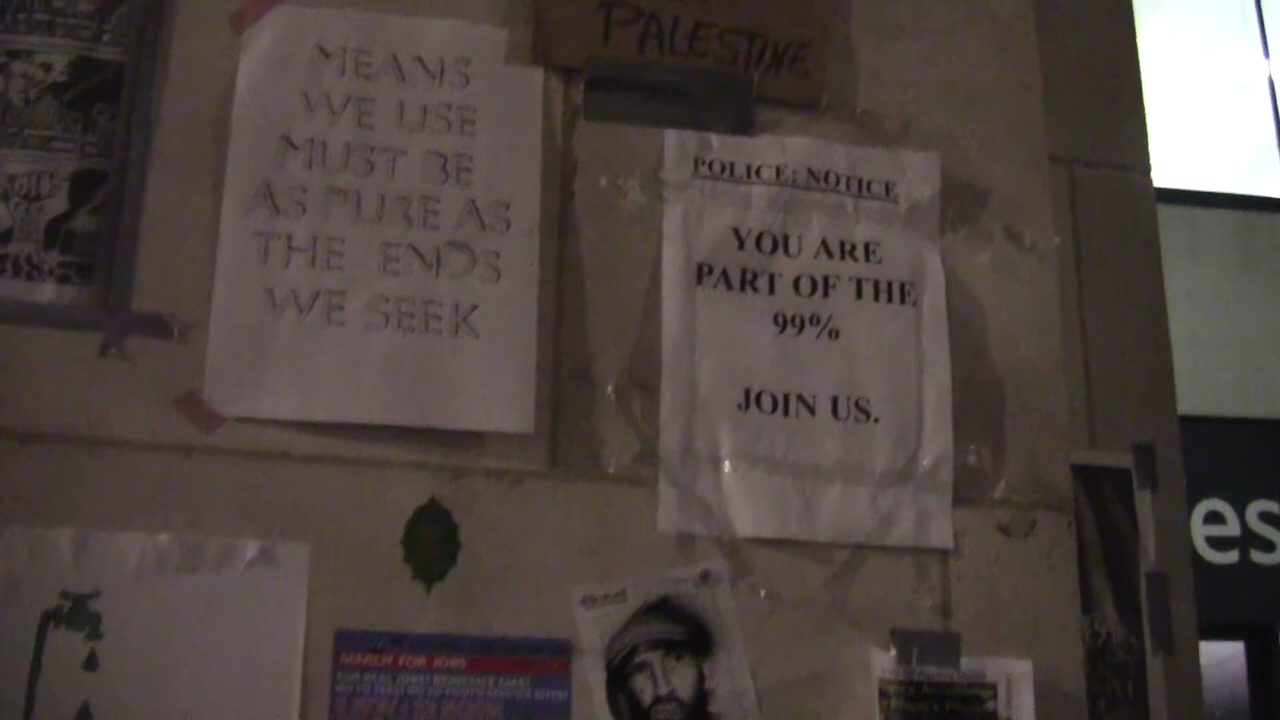 PALESTINE
MEANS
WE USE
MUST BE
AS PURE AS
THE ENDS
WE SEEK
POLICE: NOTICE
YOU ARE
PART OF THE
99%
JOIN US.
es
MARCH FOR JOBS